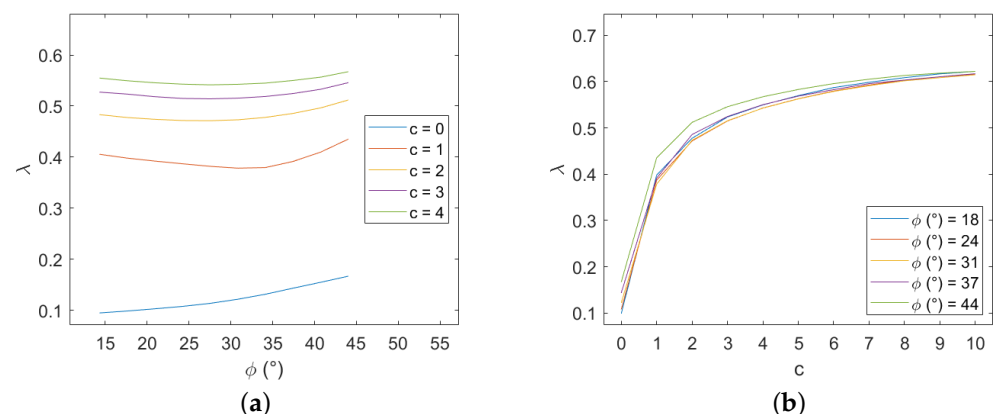 0.6
0.5
0.4
0.3
0.2
0.1
λ
15 20 25 30 35 40 45 50 55
ϕ (°)
c = 0
c = 1
c = 2
c = 3
c = 4
(a)
0.7
0.6
0.5
0.4
0.3
0.2
0.1
λ
0 1 2 3 4 5 6 7 8 9 10
c
ϕ (°) = 18
ϕ (°) = 24
ϕ (°) = 31
ϕ (°) = 37
ϕ (°) = 44
(b)